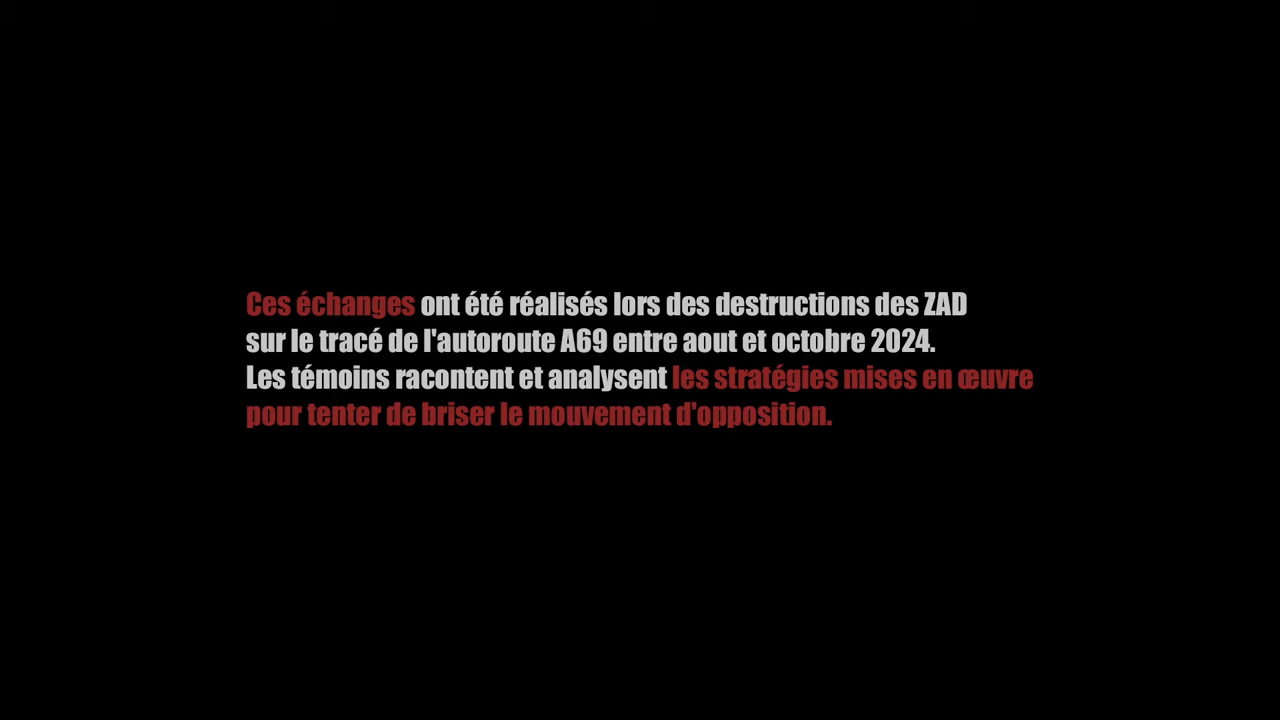 Ces échanges ont été réalisés lors des destructions des ZAD
sur le tracé de l'autoroute A69 entre aout et octobre 2024.
Les témoins racontent et analysent les stratégies mises en œuvre
pour tenter de briser le mouvement d'opposition.